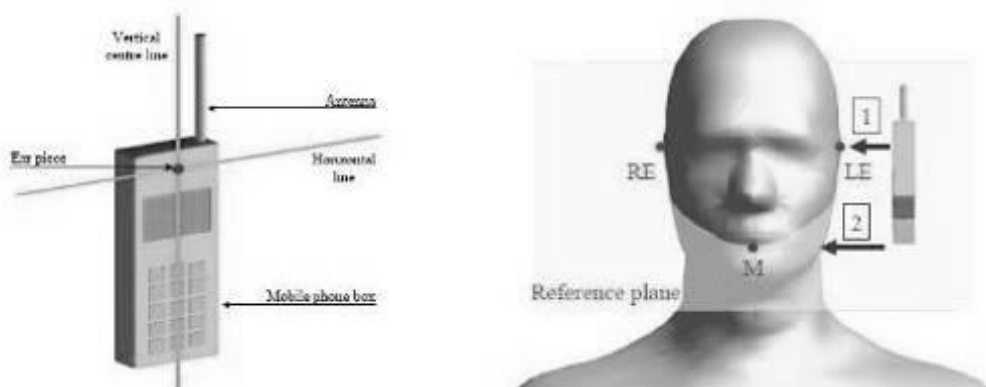 Vertical
centre line
Antenna
Ear piece
Horizontal
line
Mobile phone box
1
RE
LE
2
M
Reference plane